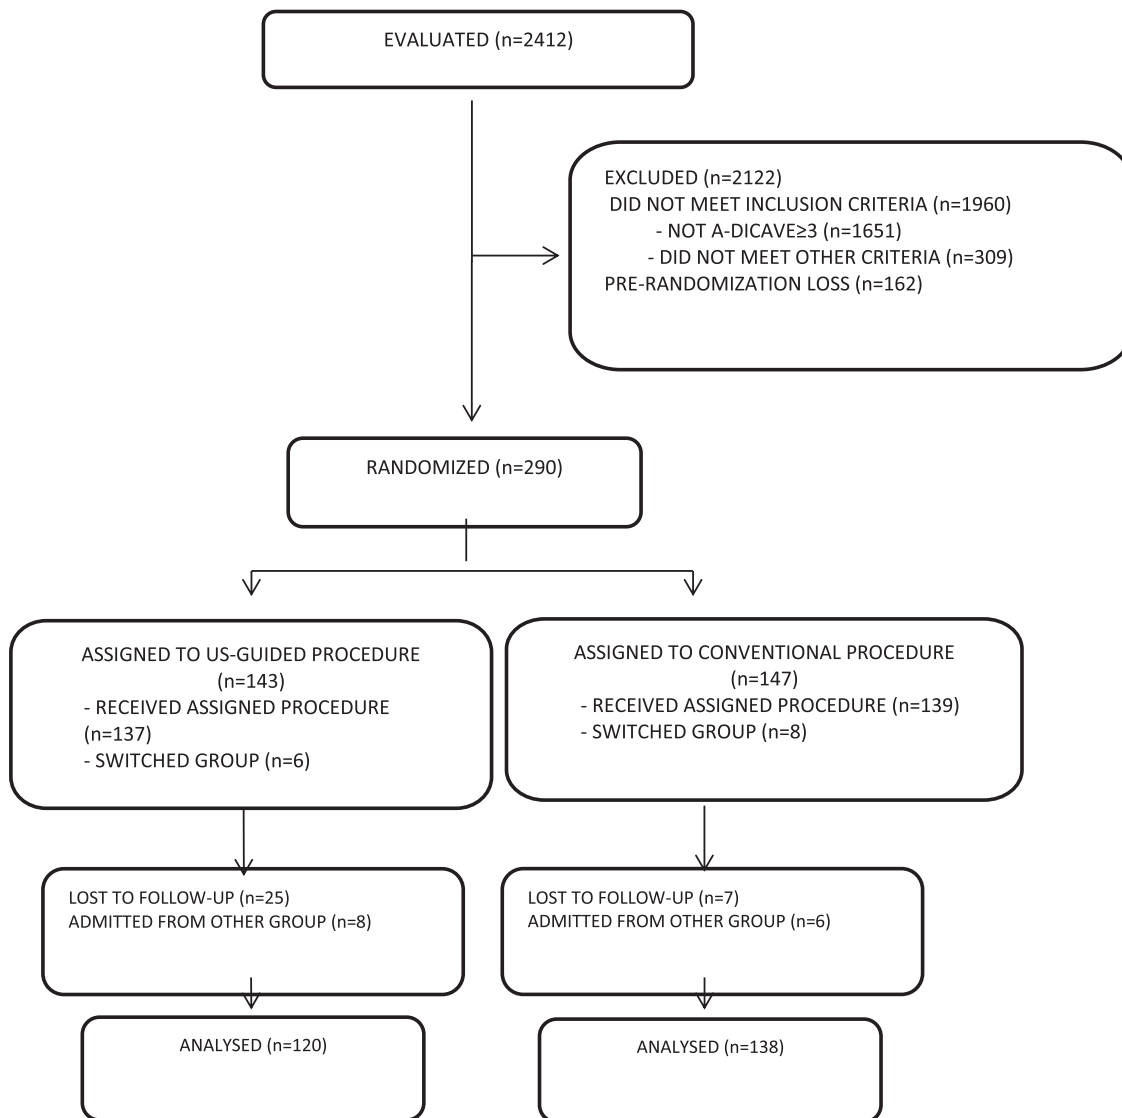 EVALUATED (n=2412)
EXCLUDED (n=2122)
DID NOT MEET INCLUSION CRITERIA (n=1960)
- NOT A-DICAVE≥3 (n=1651)
- DID NOT MEET OTHER CRITERIA (n=309)
PRE-RANDOMIZATION LOSS (n=162)
RANDOMIZED (n=290)
ASSIGNED TO US-GUIDED PROCEDURE
(n=143)
- RECEIVED ASSIGNED PROCEDURE
(n=137)
- SWITCHED GROUP (n=6)
ASSIGNED TO CONVENTIONAL PROCEDURE
(n=147)
- RECEIVED ASSIGNED PROCEDURE (n=139)
- SWITCHED GROUP (n=8)
LOST TO FOLLOW-UP (n=25)
ADMITTED FROM OTHER GROUP (n=8)
LOST TO FOLLOW-UP (n=7)
ADMITTED FROM OTHER GROUP (n=6)
ANALYSED (n=120)
ANALYSED (n=138)